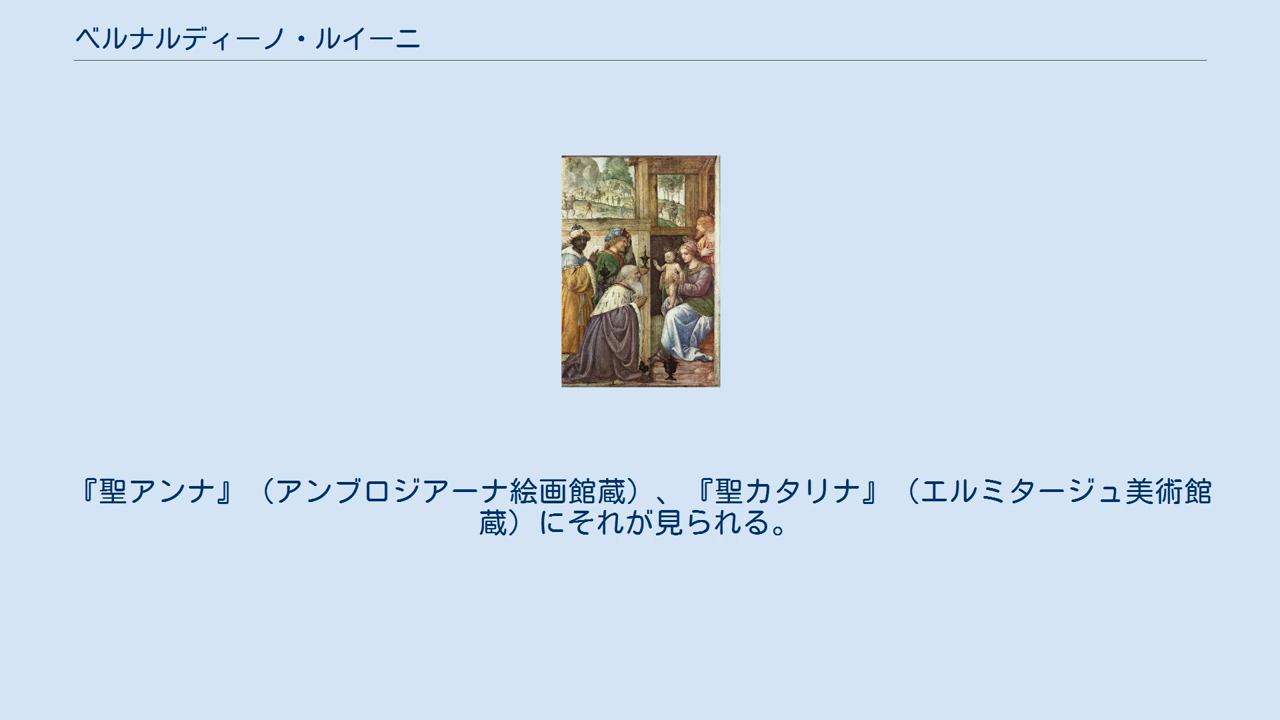 ベルナルディーノ・ルイーニ
『聖アンナ』（アンブロジアーナ絵画館蔵）、『聖カタリナ』（エルミタージュ美術館
蔵）にそれが見られる。